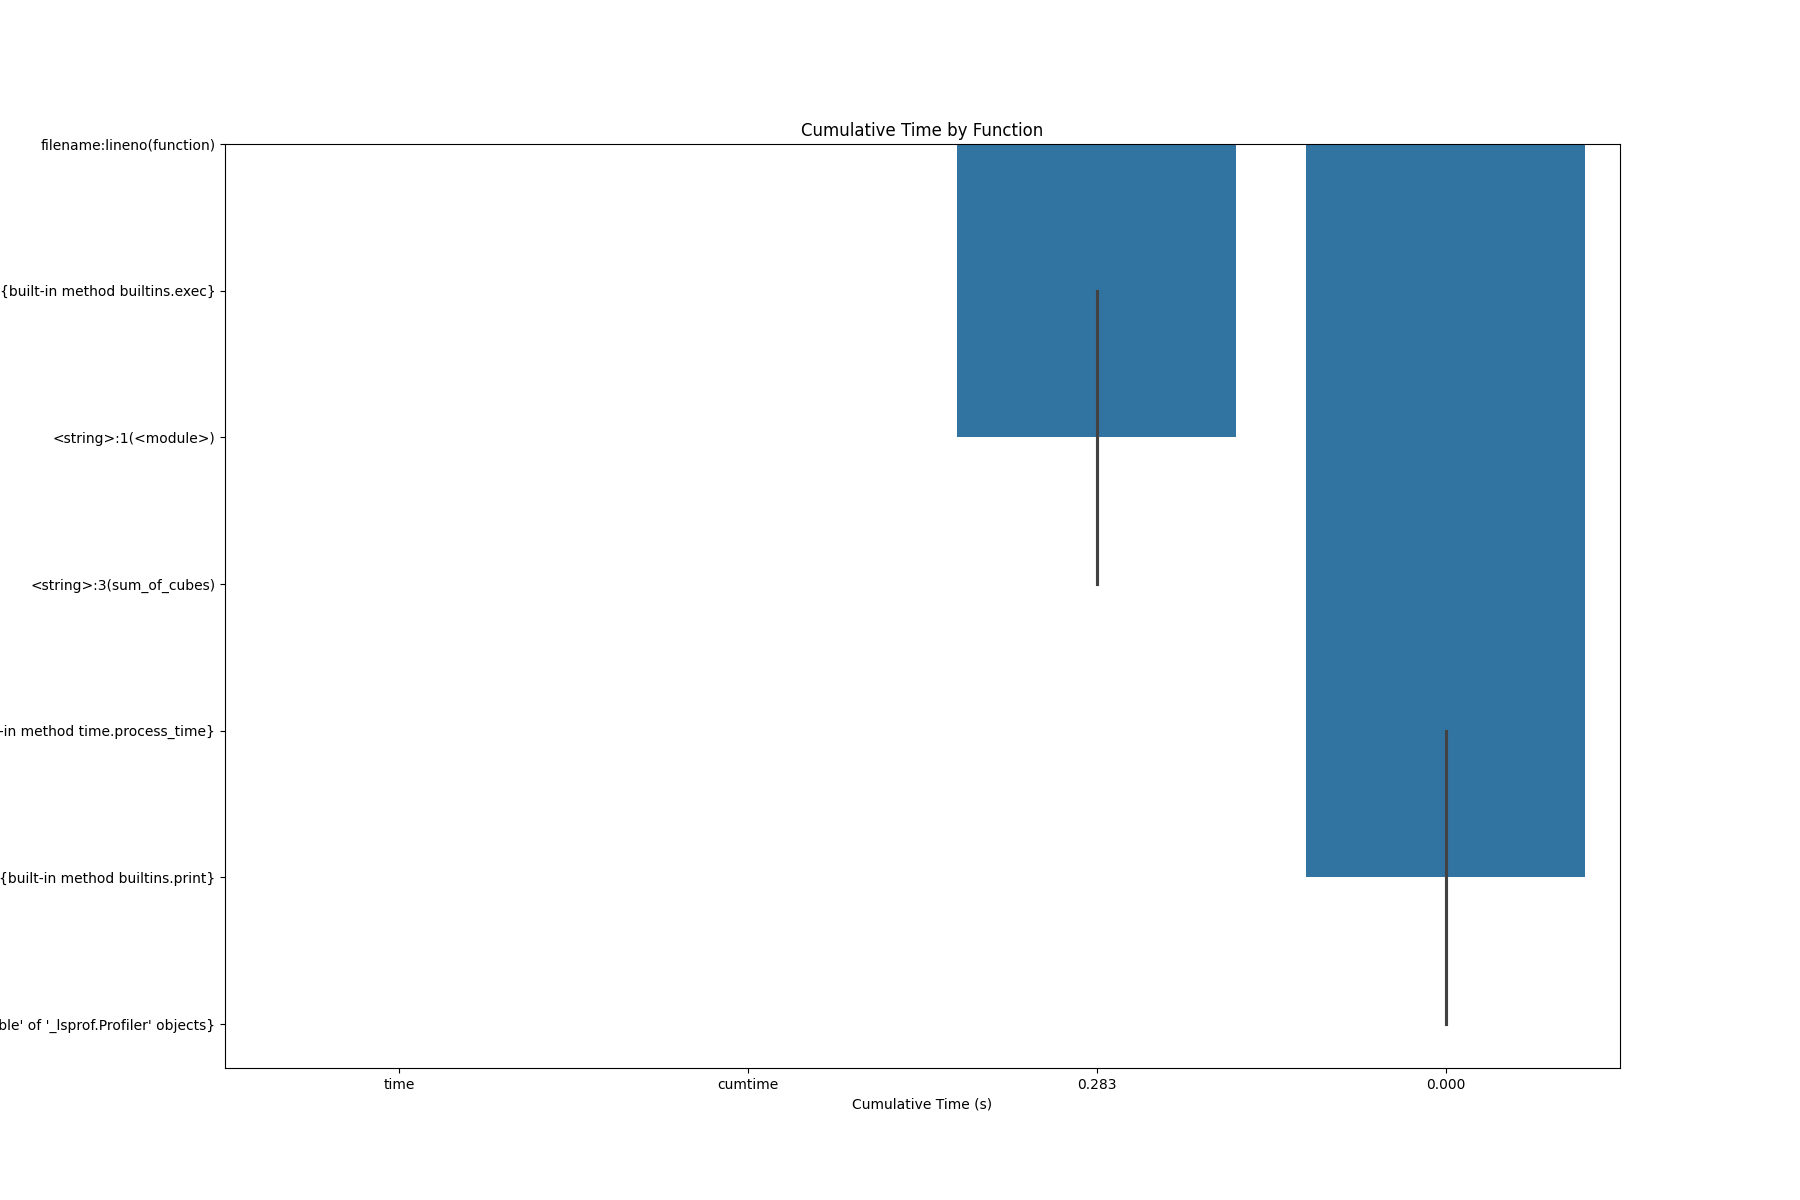 Cumulative Time by Function
filename:lineno(function)
{built-in method builtins.exec}
<string>:1(<module>)
<string>:3(sum_of_cubes)
-in method time.process_time}
{built-in method builtins.print}
ble' of '_lsprof.Profiler' objects}
time cumtime 0.283 0.000
Cumulative Time (s)